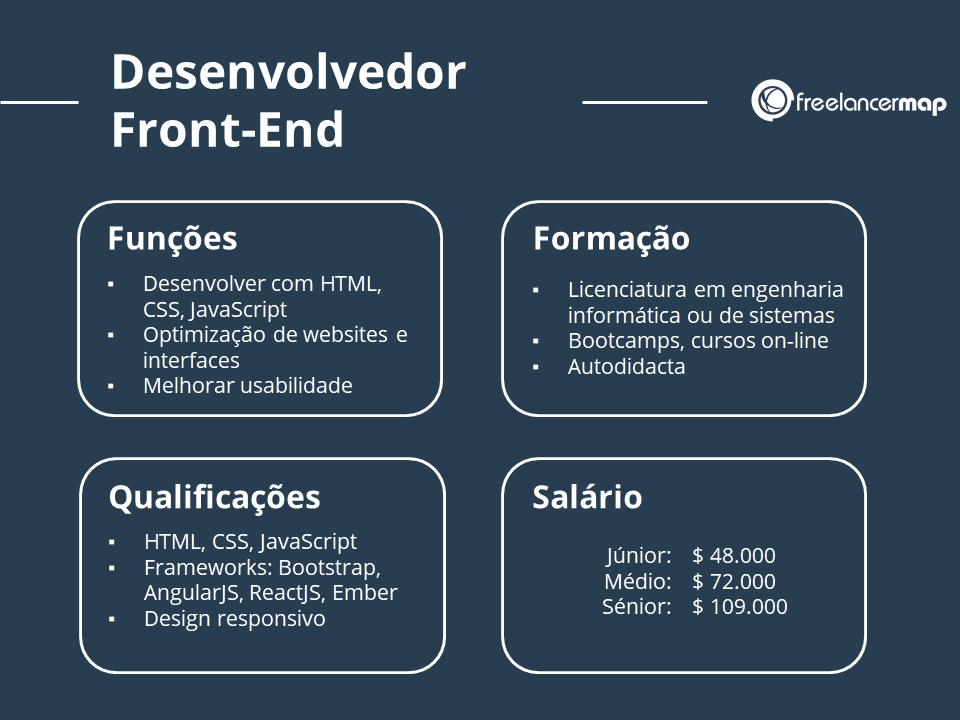 Desenvolvedor
Front-End
freelancermap
Funções
▪ Desenvolver com HTML,
CSS, JavaScript
▪ Optimização de websites e
interfaces
▪ Melhorar usabilidade
Formação
▪ Licenciatura em engenharia
informática ou de sistemas
▪ Bootcamps, cursos on-line
▪ Autodidacta
Qualificações
▪ HTML, CSS, JavaScript
▪ Frameworks: Bootstrap,
AngularJS, ReactJS, Ember
▪ Design responsivo
Salário
Júnior: $ 48.000
Médio: $ 72.000
Sénior: $ 109.000